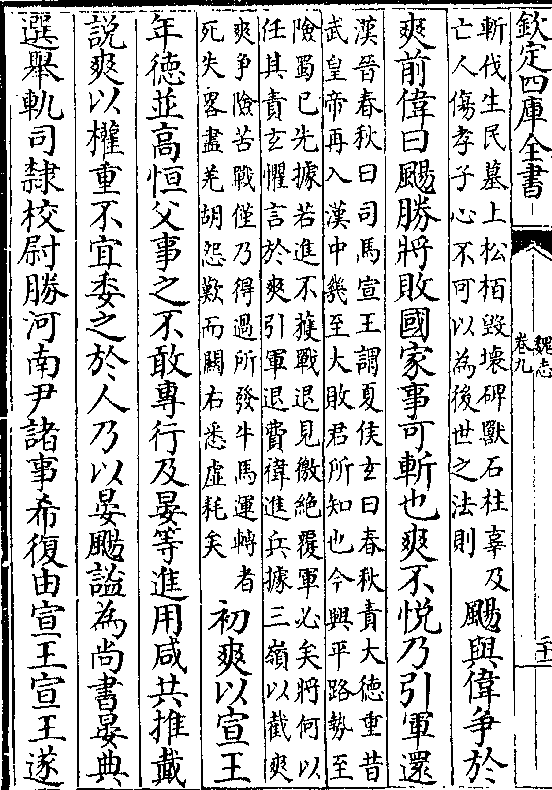 欽定四庫全書
魏志
卷九
斬伐生民墓上松栢毀壞碑獸石柱辜及
亡人傷孝子心不可以為後世之法則
颺與偉爭於
爽前偉曰颺勝將敗國家事可斬也爽不悅乃引軍還
漢晉春秋曰司馬宣王謂夏侯玄曰春秋責大德重昔
武皇帝再入漢中幾至大敗君所知也今興平路勢至
險蜀已先據若進不獲戰退見徼絶覆軍必矣將何以
任其責玄懼言於爽引軍退費禕進兵據三嶺以截爽
爽爭險苦戰僅乃得過所發牛馬運轉者
死失畧盡羌胡怨歎而闗右悉虛耗矣
初爽以宣王
年德並高恒父事之不敢專行及晏等進用咸共推戴
說爽以權重不宜委之於人乃以晏颺謐為尚書晏典
選舉軌司隸校尉勝河南尹諸事希復由宣王宣王遂